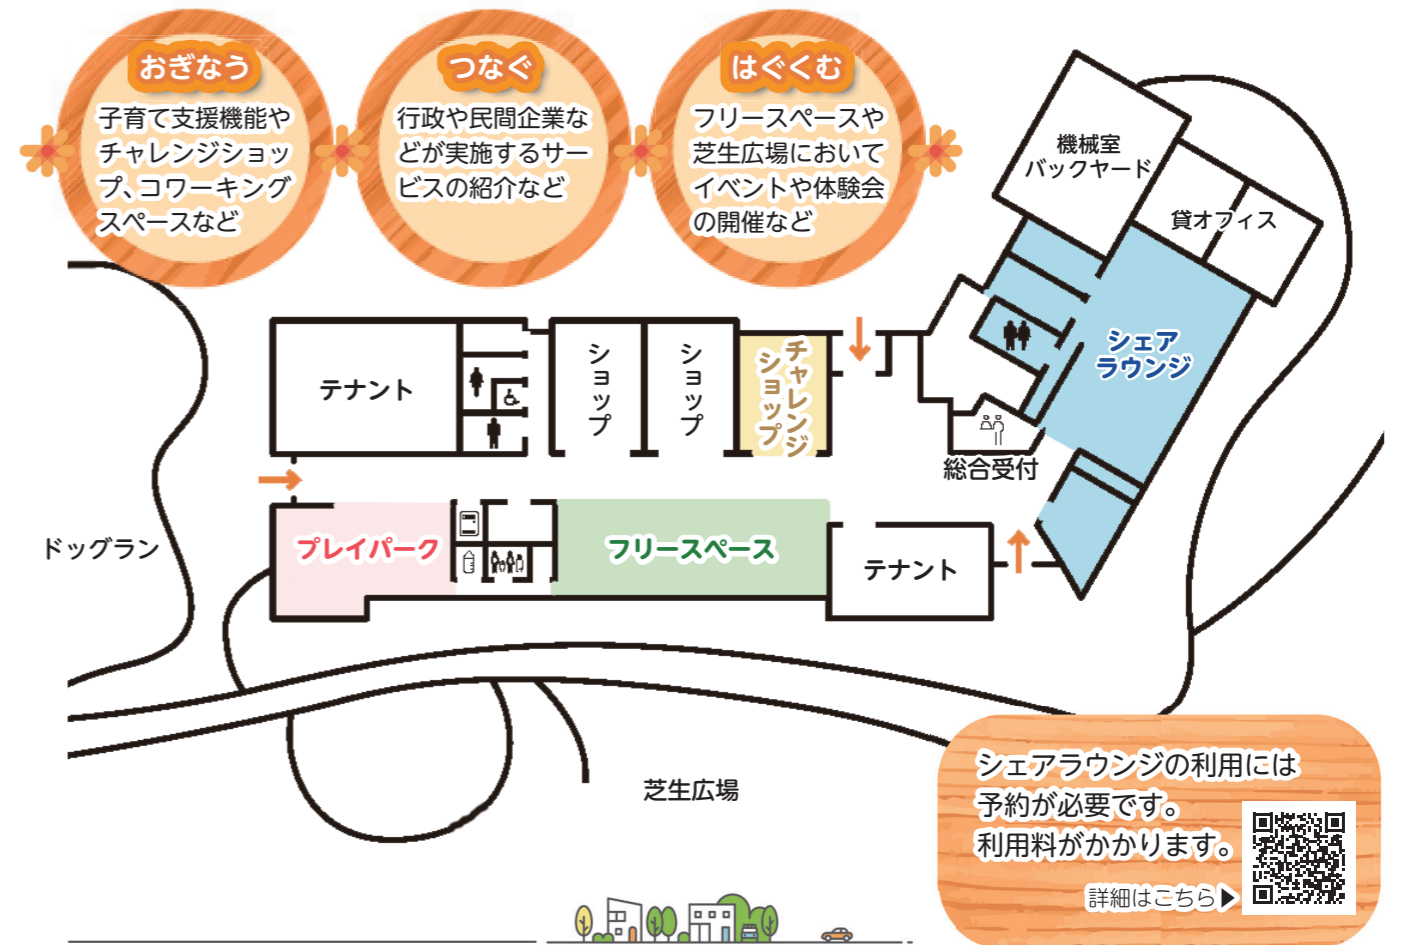 おぎなう
子育て支援機能や
チャレンジショッ
プ、コワーキング
スペースなど
つなぐ
行政や民間企業な
どが実施するサー
ビスの紹介など
はぐくむ
フリースペースや
芝生広場において
イベントや体験会
の開催など
機械室
バックヤード
貸オフィス
シェア
ラウンジ
テナント
ショップ
ショップ
チャレンジ
ショップ
総合受付
ドッグラン
プレイパーク
フリースペース
テナント
芝生広場
シェアラウンジの利用には
予約が必要です。
利用料がかかります。
詳細はこちら▶